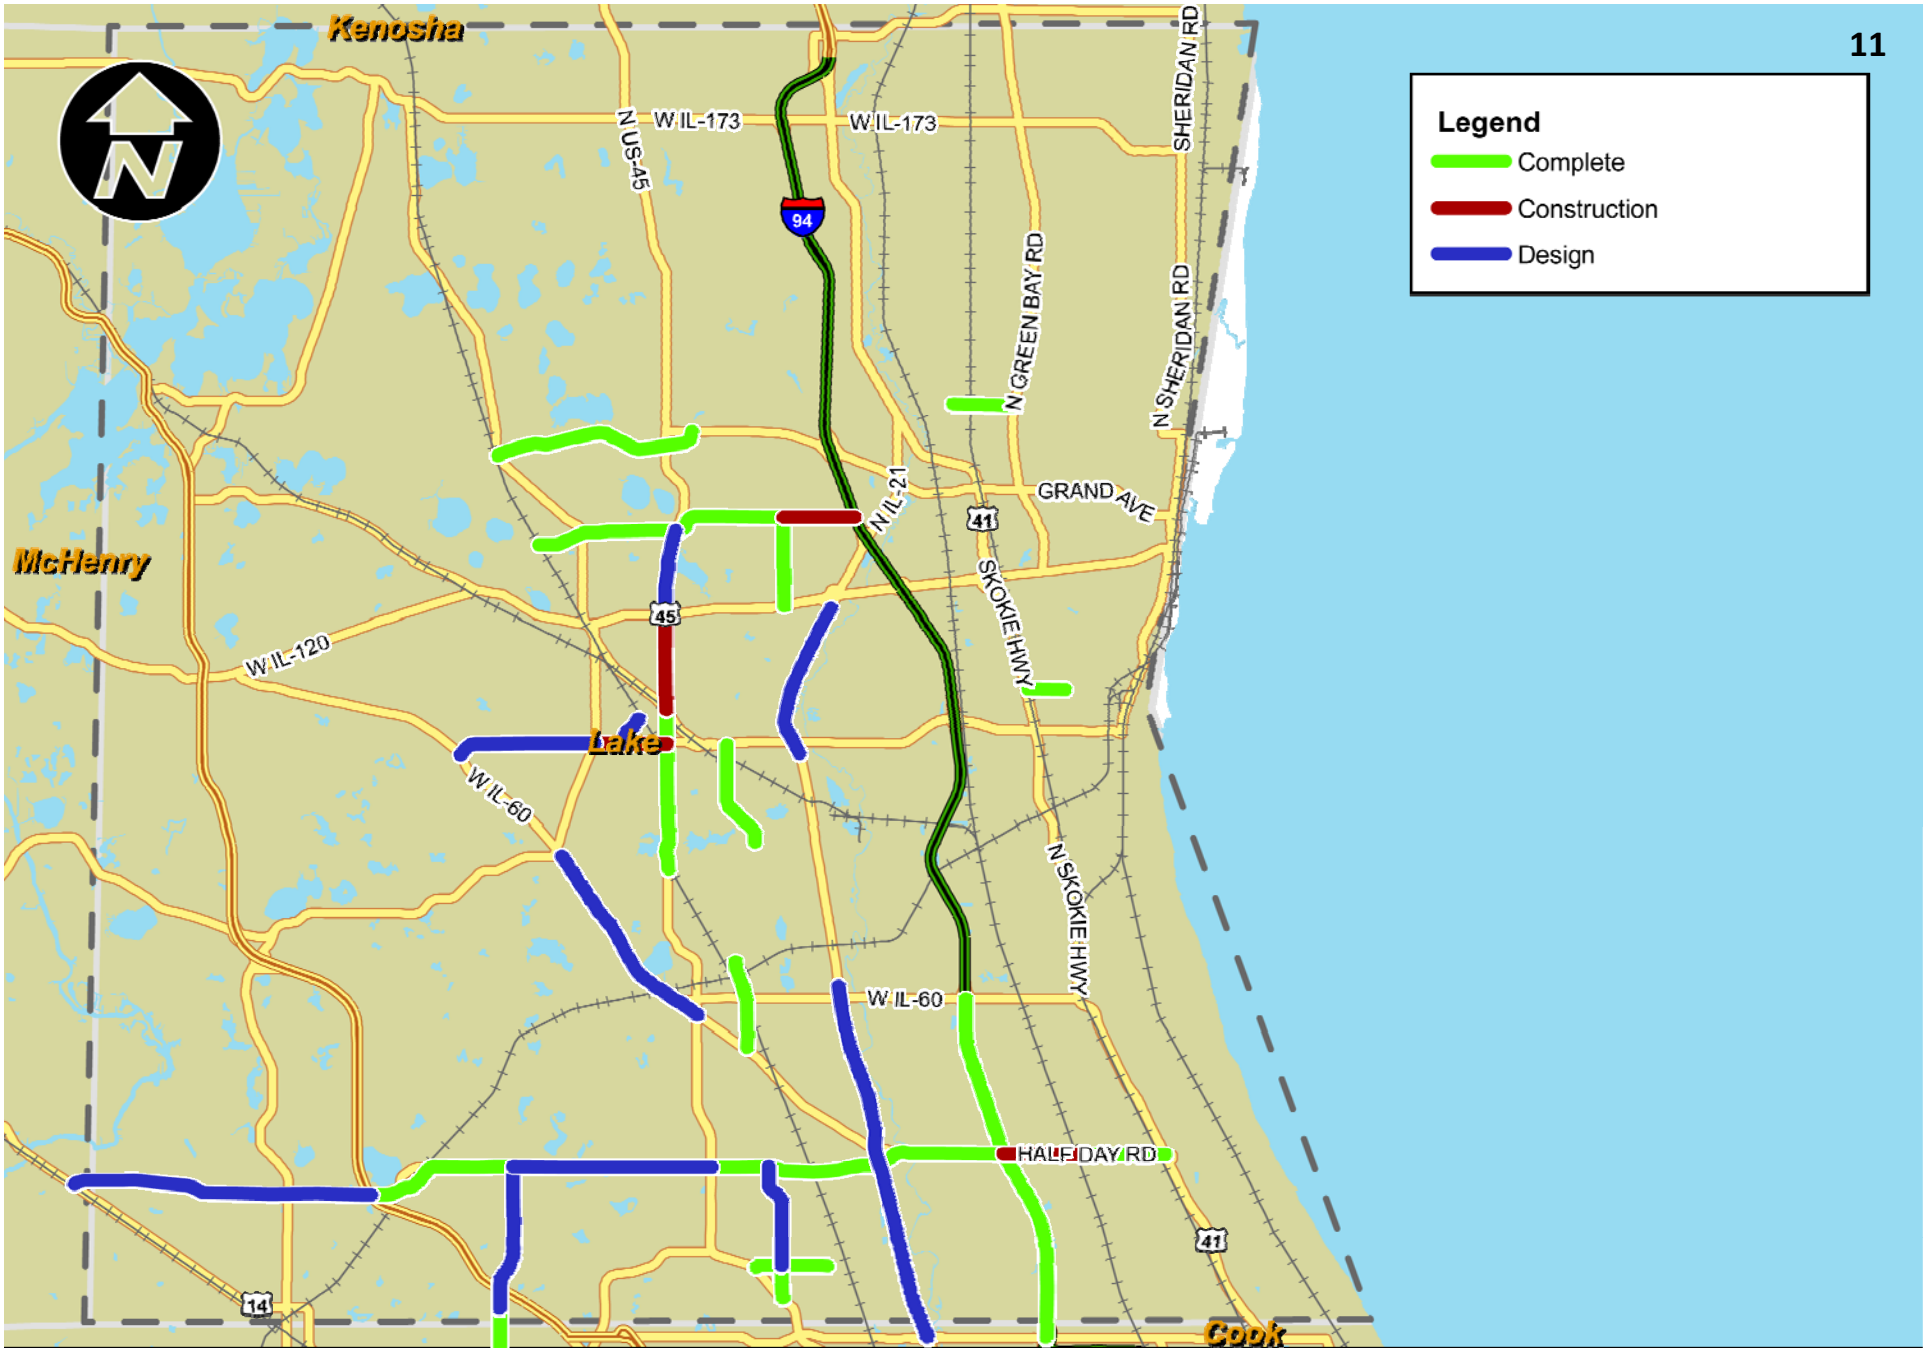 Kenosha
11
SHERIDAN RD
Legend
Complete
Construction
Design
N
W IL-173
W IL-173
N US-45
94
N GREEN BAY RD
N SHERIDAN RD
N IL-21
GRAND AVE
41
McHenry
SKOKIE HWY
45
W IL-120
Lake
W IL-60
N SKOKIE HWY
W IL-60
HALF DAY RD
41
14
Cook